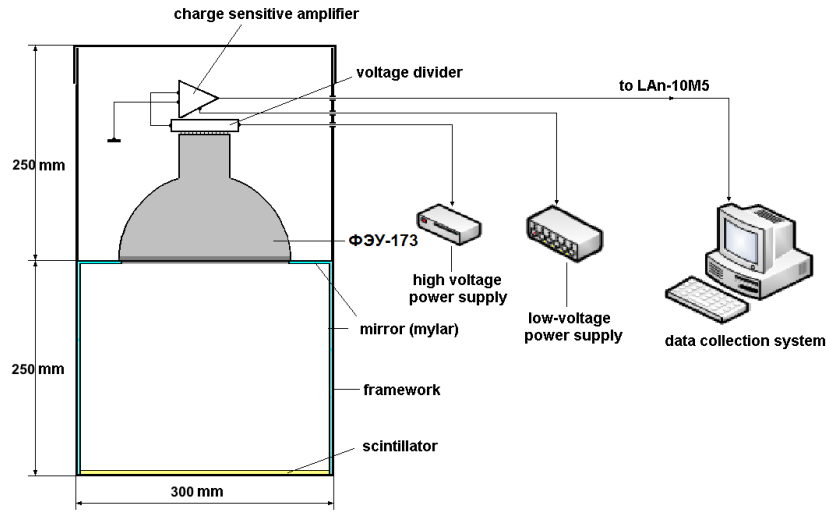 charge sensitive amplifier
voltage divider
to LAn-10M5
250 mm
ФЭУ-173
high voltage
power supply
low-voltage
power supply
data collection system
mirror (mylar)
250 mm
framework
scintillator
300 mm